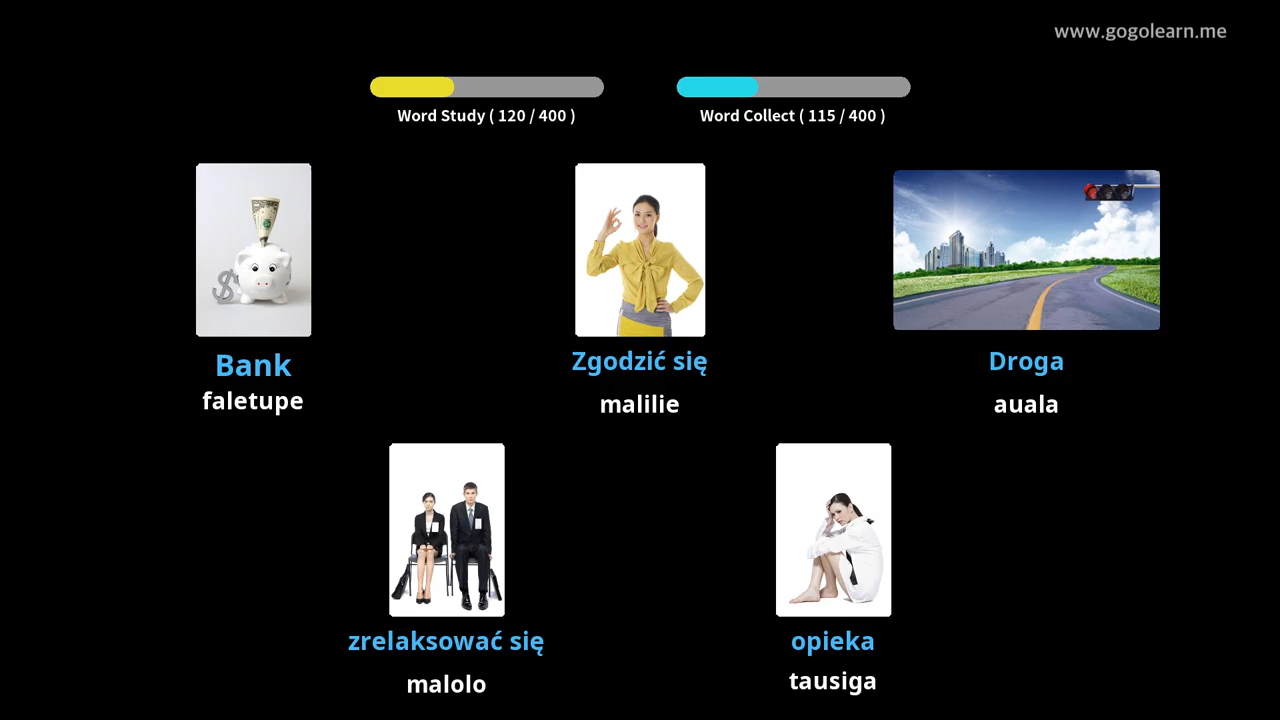 www.gogolearn.me
Word Study ( 120 / 400 )
Word Collect ( 115 / 400 )
Bank
faletupe
Zgodzić się
malilie
Droga
auala
zrelaksować się
malolo
opieka
tausiga